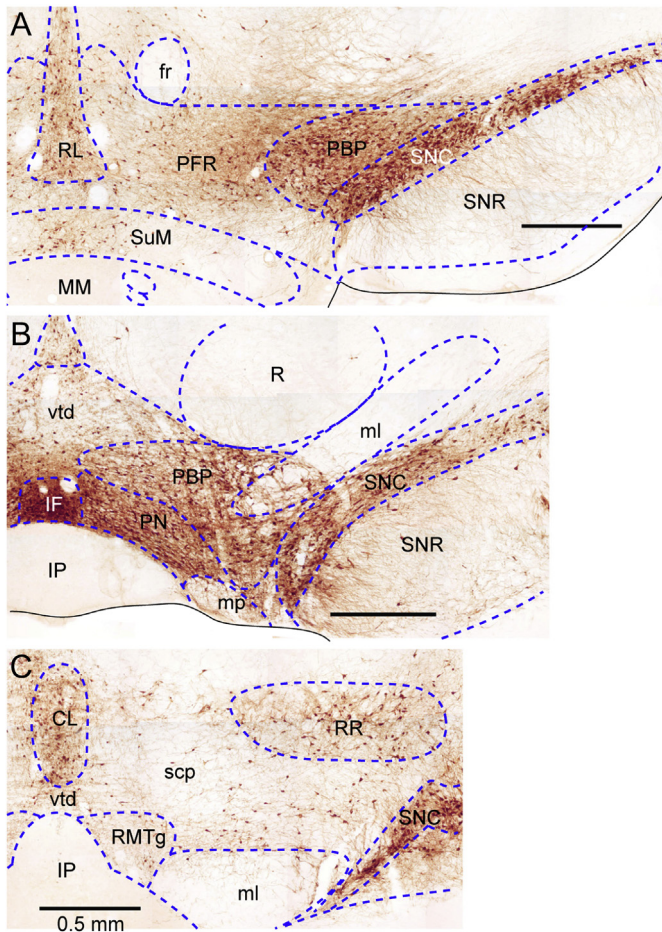 A
fr
RL
PFR
PBP
SNC
SNR
SuM
MM
B
R
vtd
ml
PBP
SNC
IF
PN
SNR
IP
mp
C
CL
RR
scp
vtd
SNC
RMTg
IP
ml
0.5 mm